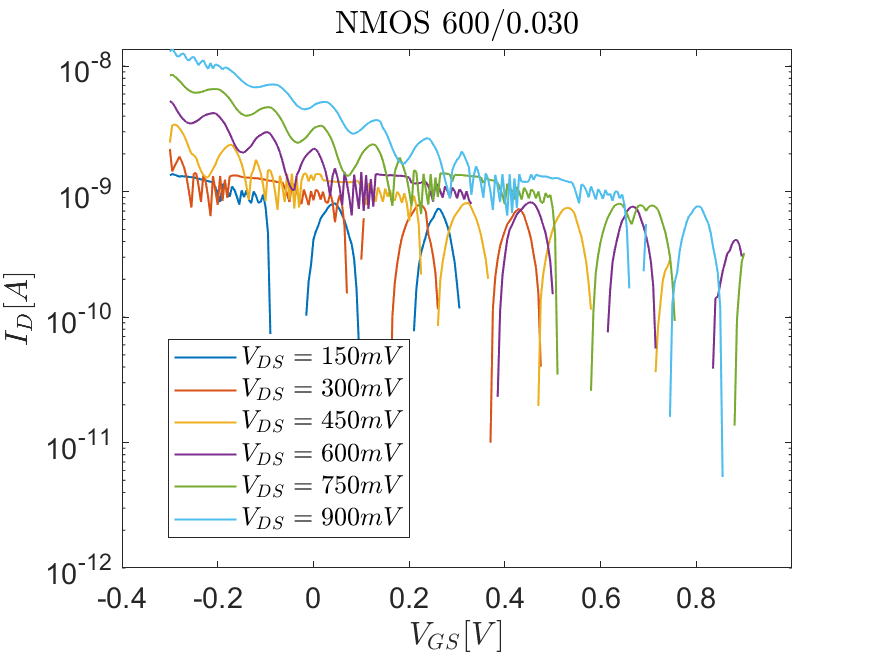 NMOS 600/0.030
10^-8
10^-9
10^-10
10^-11
10^-12
I_D[A]
V_DS = 150mV
V_DS = 300mV
V_DS = 450mV
V_DS = 600mV
V_DS = 750mV
V_DS = 900mV
-0.4 -0.2 0 0.2 0.4 0.6 0.8
V_GS[V]